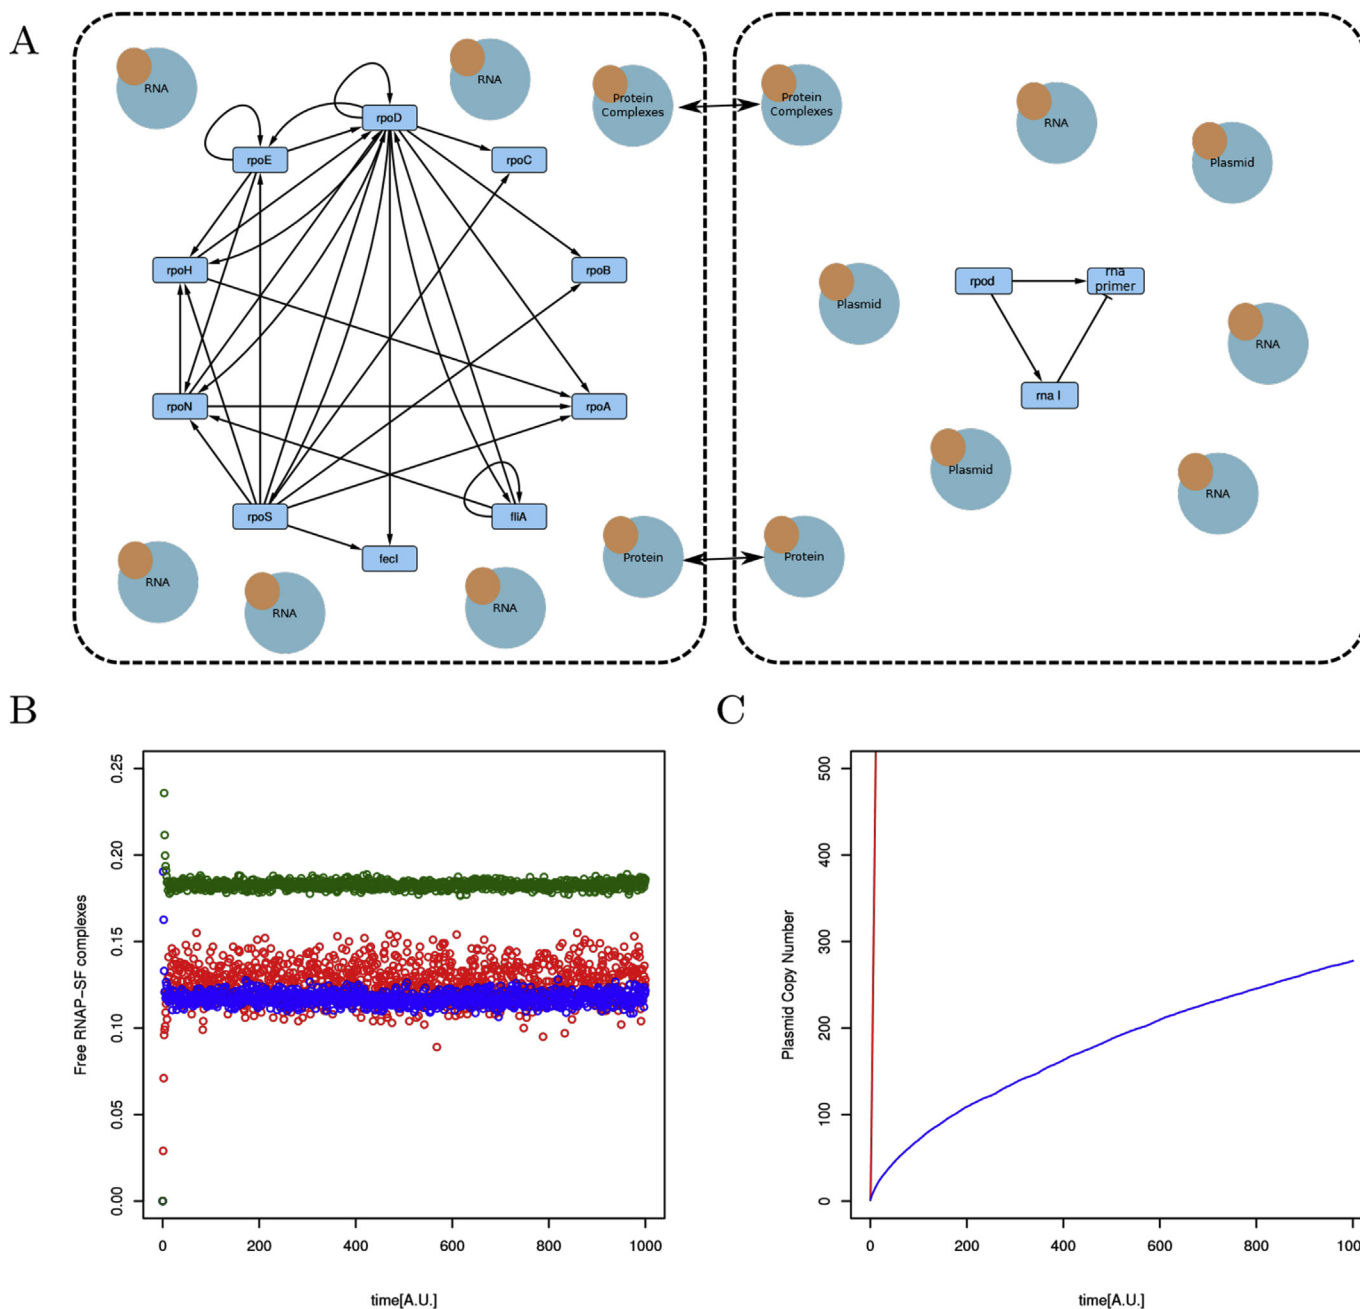 A
RNA
RNA
Protein
Complexes
Protein
Complexes
RNA
Plasmid
rpoD
rpoE
rpoC
rpoH
rpoB
rpoN
rpoA
rpoS
fliA
fecI
Plasmid
rpod
rna
primer
rna I
RNA
Plasmid
RNA
RNA
RNA
RNA
Protein
Protein
B
Free RNAP-SF complexes
0.25
0.20
0.15
0.10
0.05
0.00
0
200
400
600
800
1000
time[A.U.]
C
Plasmid Copy Number
500
400
300
200
100
0
0
200
400
600
800
100
time[A.U.]